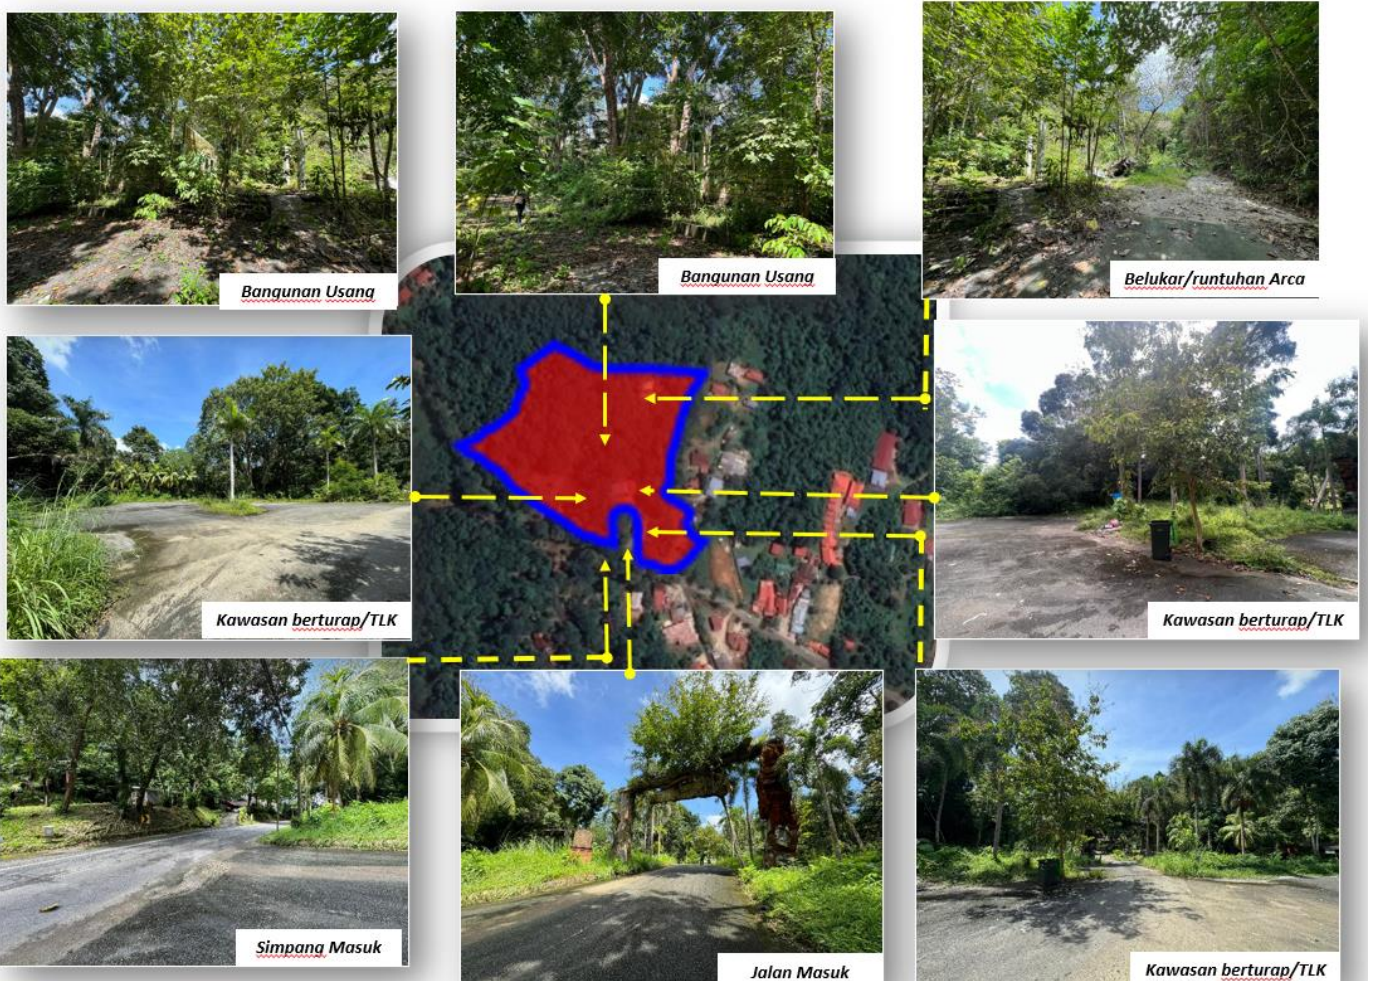 Bangunan Usang
Bangunan Usang
Belukar/runtuhan Arca
Kawasan berturap/TLK
Kawasan berturap/TLK
Simpang Masuk
Jalan Masuk
Kawasan berturap/TLK